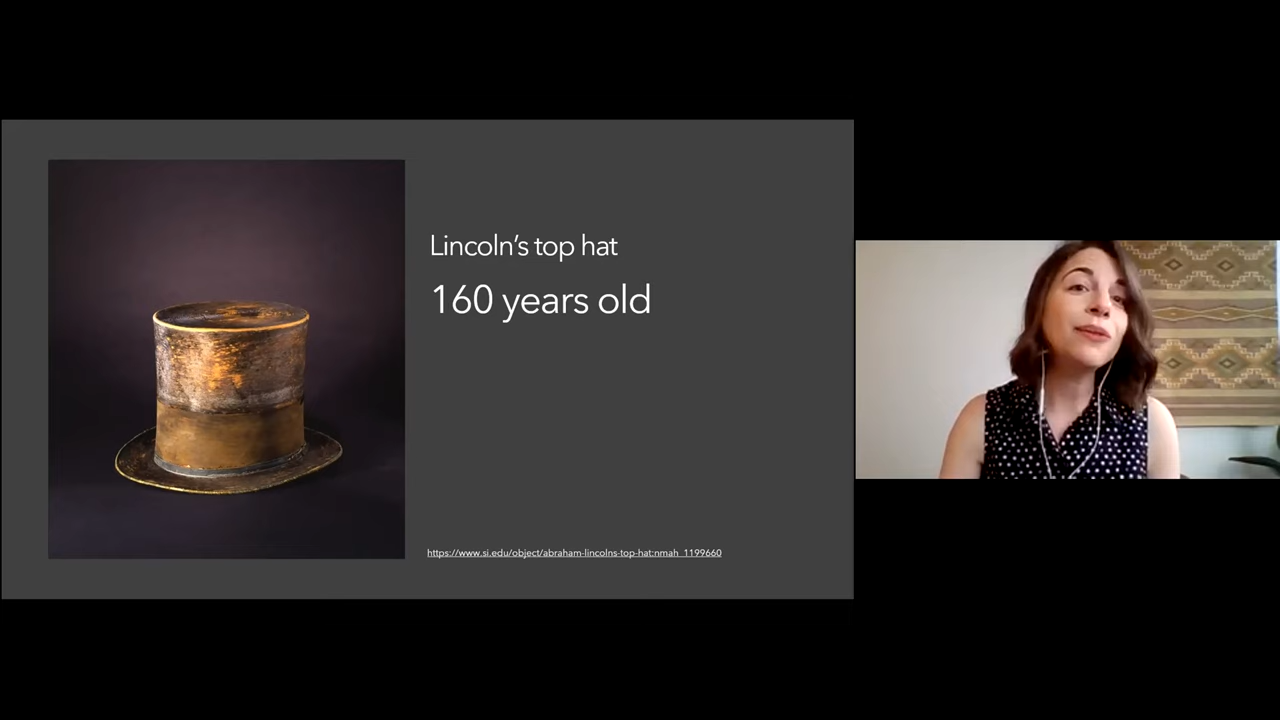 Lincoln’s top hat
160 years old
https://www.si.edu/object/abraham-lincolns-top-hat:nmah_1199660